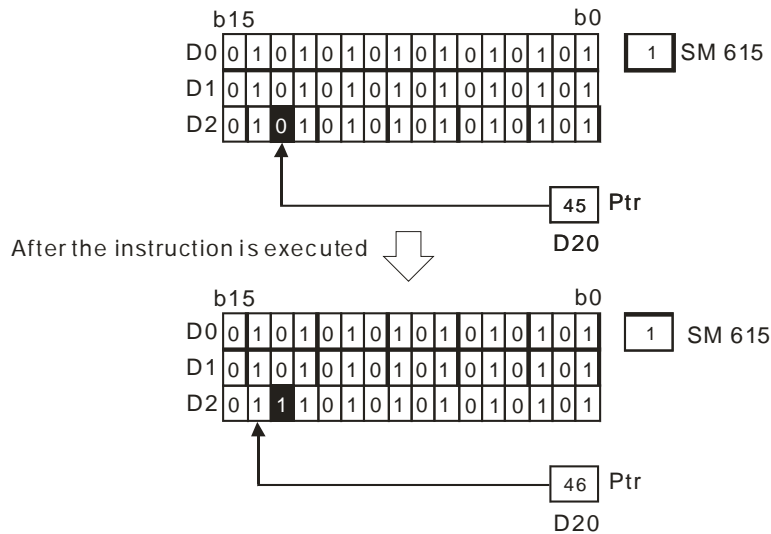 b15 b0
D0 0 1 0 1 0 1 0 1 0 1 0 1 0 1 0 1 1 SM 615
D1 0 1 0 1 0 1 0 1 0 1 0 1 0 1 0 1
D2 0 1 0 1 0 1 0 1 0 1 0 1 0 1 0 1
45 Ptr
D20
After the instruction is executed
b15 b0
D0 0 1 0 1 0 1 0 1 0 1 0 1 0 1 0 1 1 SM 615
D1 0 1 0 1 0 1 0 1 0 1 0 1 0 1 0 1
D2 0 1 1 1 0 1 0 1 0 1 0 1 0 1 0 1
46 Ptr
D20